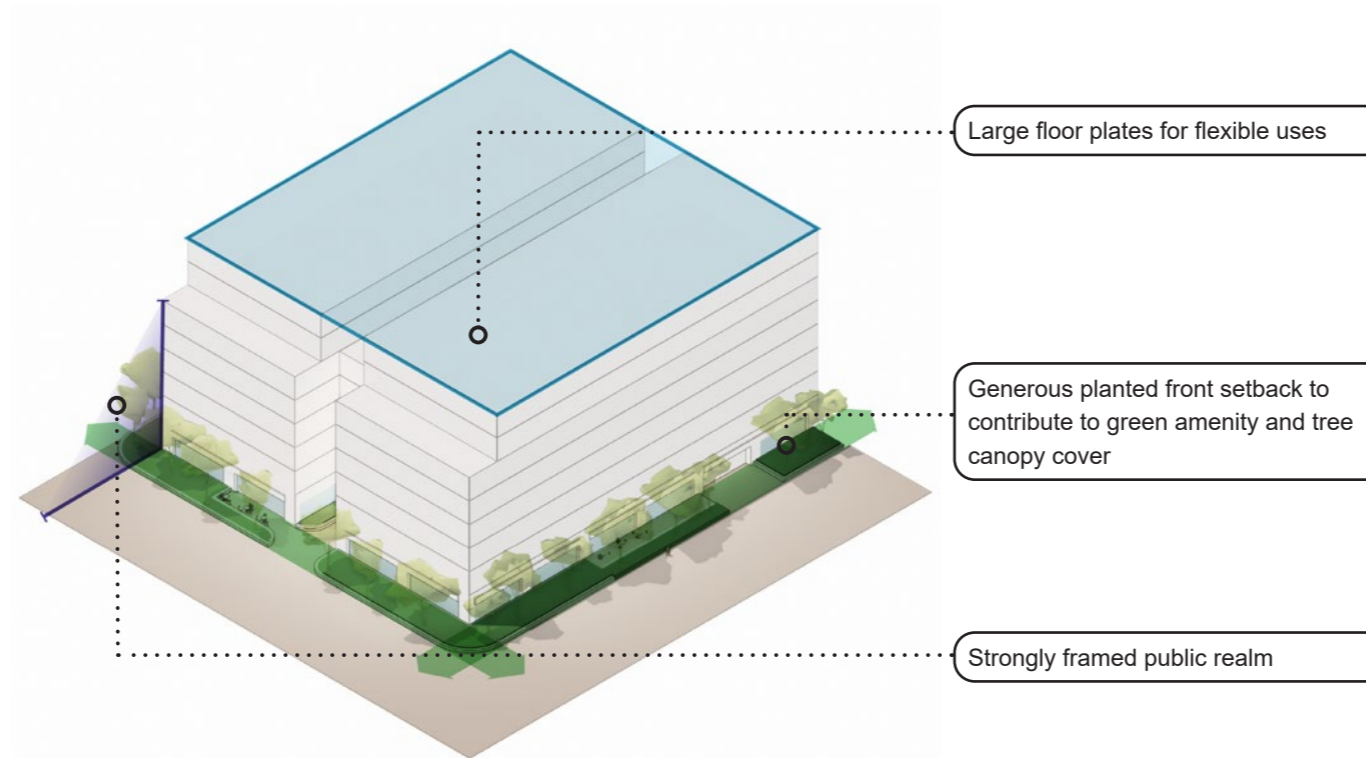 Large floor plates for flexible uses
Generous planted front setback to
contribute to green amenity and tree
canopy cover
Strongly framed public realm